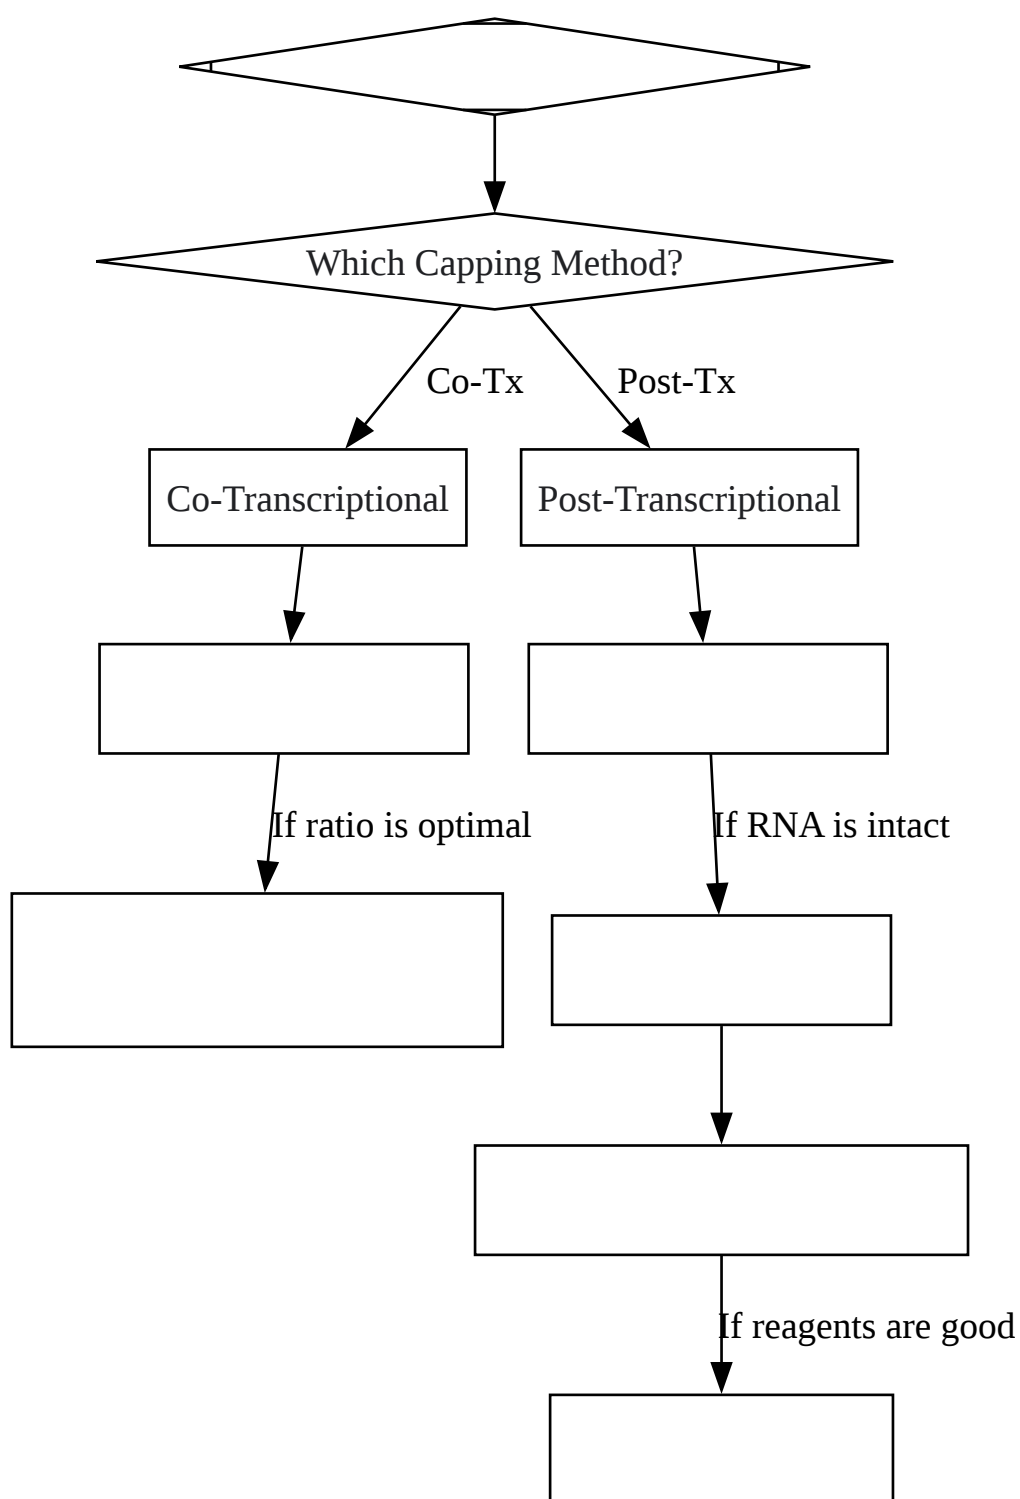 Which Capping Method?
Co-Tx
Post-Tx
Co-Transcriptional
Post-Transcriptional
If ratio is optimal
If RNA is intact
If reagents are good